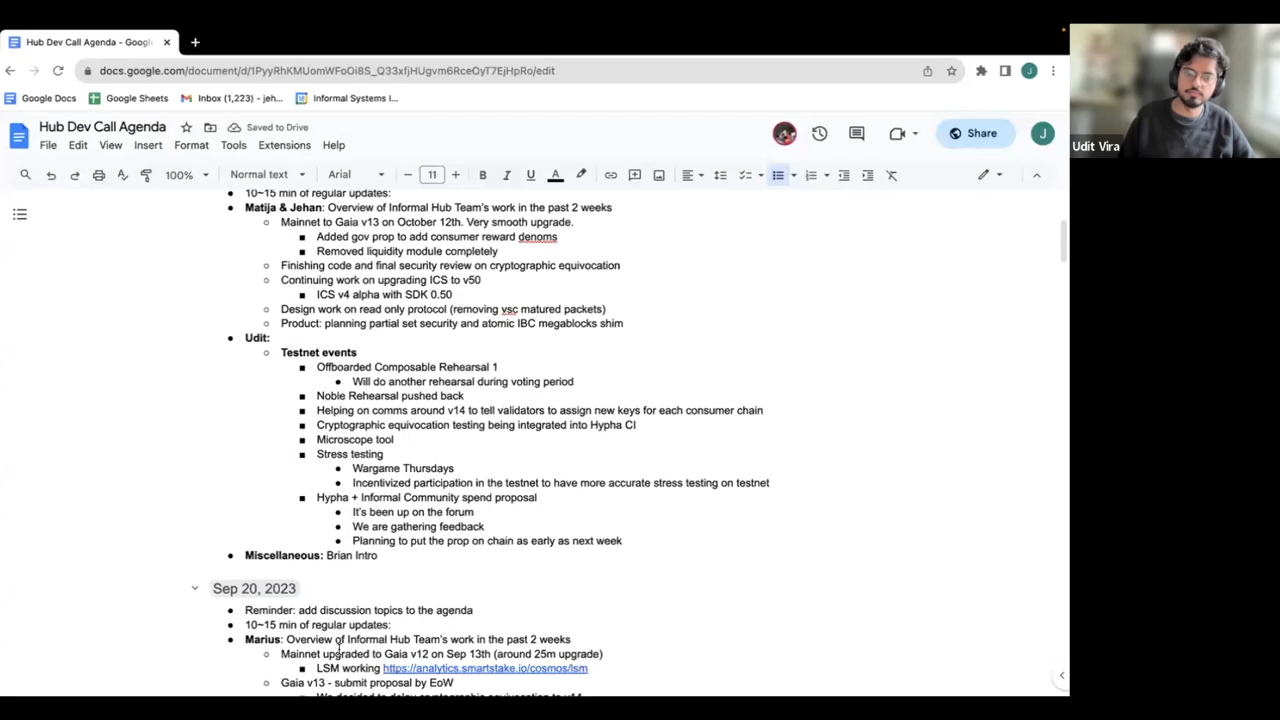 Hub Dev Call Agenda - Googl
docs.google.com/document/d/1PyyRhKMUomWFoOi8S_Q33xfjHUgvm6RceOyT7EjHpRo/edit
Google Docs
Google Sheets
Inbox (1,223) - jeh...
Informal Systems I...
J
Hub Dev Call Agenda
Saved to Drive
File Edit View Insert Format Tools Extensions Help
Share
J
100% Normal text Arial 11 B I U A
10~15 min of regular updates:
Matija & Jehan: Overview of Informal Hub Team's work in the past 2 weeks
Mainnet to Gaia v13 on October 12th. Very smooth upgrade.
Added gov prop to add consumer reward denoms
Removed liquidity module completely
Finishing code and final security review on cryptographic equivocation
Continuing work on upgrading ICS to v50
ICS v4 alpha with SDK 0.50
Design work on read only protocol (removing vsc matured packets)
Product: planning partial set security and atomic IBC megablocks shim
Udit:
Testnet events
Offboarded Composable Rehearsal 1
Will do another rehearsal during voting period
Noble Rehearsal pushed back
Helping on comms around v14 to tell validators to assign new keys for each consumer chain
Cryptographic equivocation testing being integrated into Hypha CI
Microscope tool
Stress testing
Wargame Thursdays
Incentivized participation in the testnet to have more accurate stress testing on testnet
Hypha + Informal Community spend proposal
It's been up on the forum
We are gathering feedback
Planning to put the prop on chain as early as next week
Miscellaneous: Brian Intro
Sep 20, 2023
Reminder: add discussion topics to the agenda
10~15 min of regular updates:
Marius: Overview of Informal Hub Team's work in the past 2 weeks
Mainnet upgraded to Gaia v12 on Sep 13th (around 25m upgrade)
LSM working https://analytics.smartstake.io/cosmos/lsm
Gaia v13 - submit proposal by EoW
We decided to delay cryptographic equivocation to v14
Udit Vira